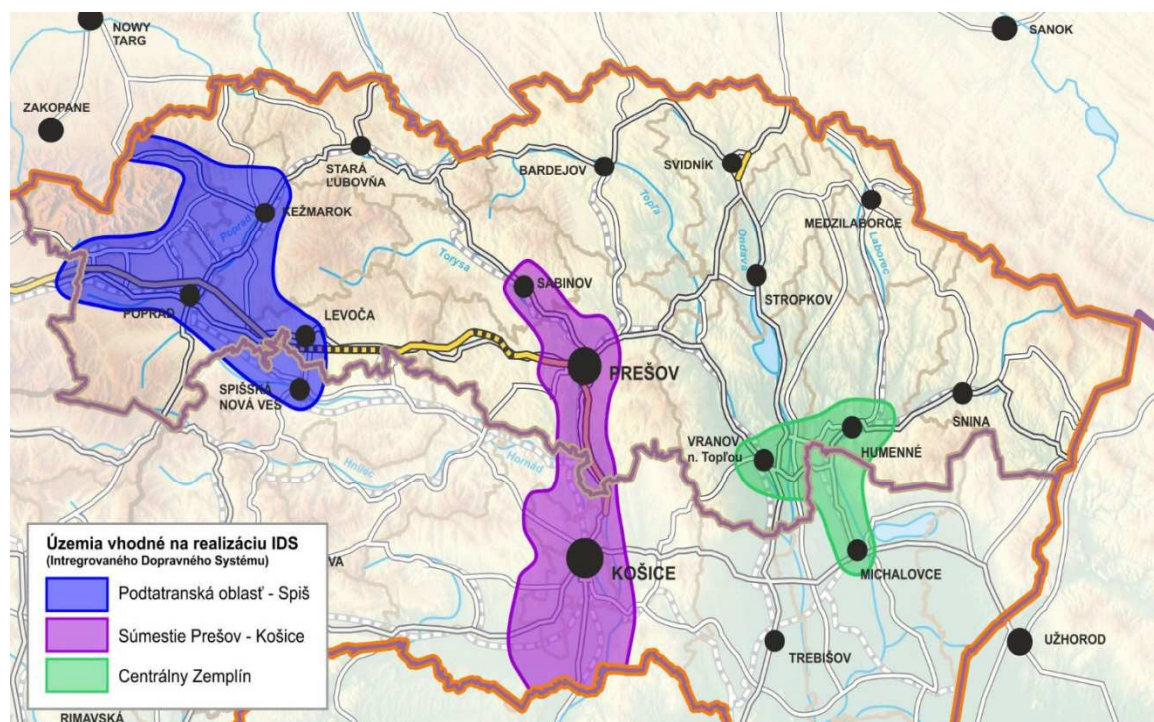 NOWY
TARG
SANOK
ZAKOPANE
STARÁ
ĽUBOVŇA
BARDEJOV
SVIDNÍK
KEŽMAROK
MEDZILABORCE
Poprad
Topľa
Ondava
Laborec
Torysa
SABINOV
STROPKOV
POPRAD
LEVOČA
PREŠOV
SPIŠSKÁ
NOVÁ VES
SNINA
HUMENNÉ
VRANOV
n. Topľou
Hnilec
Hornád
KOŠICE
MICHALOVCE
UŽHOROD
TREBIŠOV
VA
RIMAVSKÁ
Územia vhodné na realizáciu IDS
(Intregrovaného Dopravného Systému)
Podtatranská oblasť - Spiš
Súmestie Prešov - Košice
Centrálny Zemplín